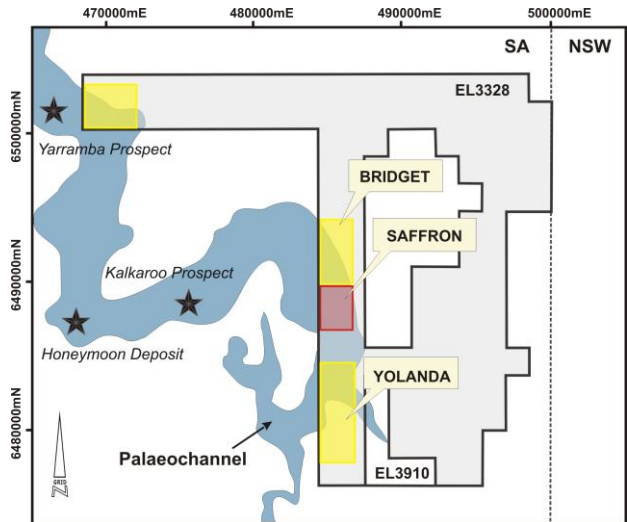 470000mE
480000mE
490000mE
500000mE
SA
NSW
EL3328
6500000mN
Yarramba Prospect
BRIDGET
SAFFRON
Kalkaroo Prospect
6490000mN
Honeymoon Deposit
YOLANDA
6480000mN
Palaeochannel
EL3910
GRID
N